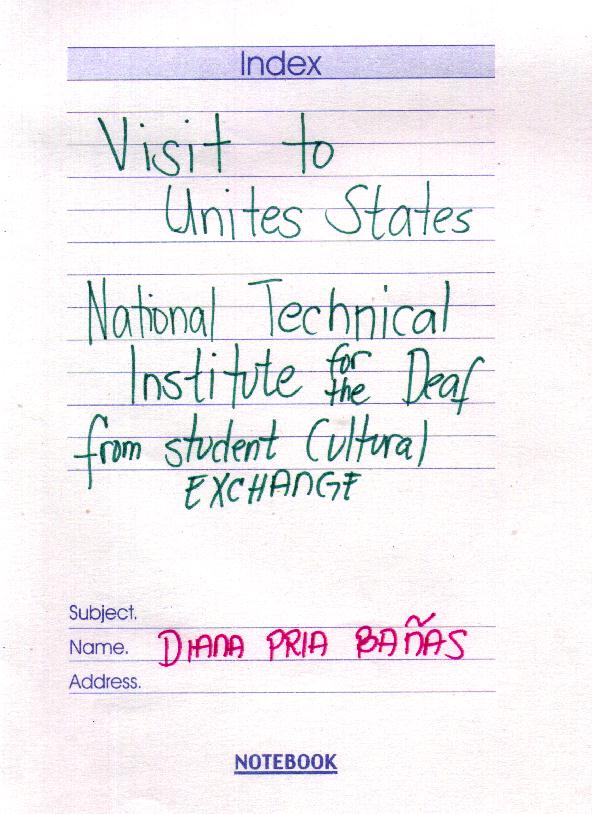 Index
Visit to
Unites States
National Technical
Institute for the Deaf
from student Cultural
EXCHANGE
Subject.
Name. DIANA PRIA BAÑAS
Address.
NOTEBOOK